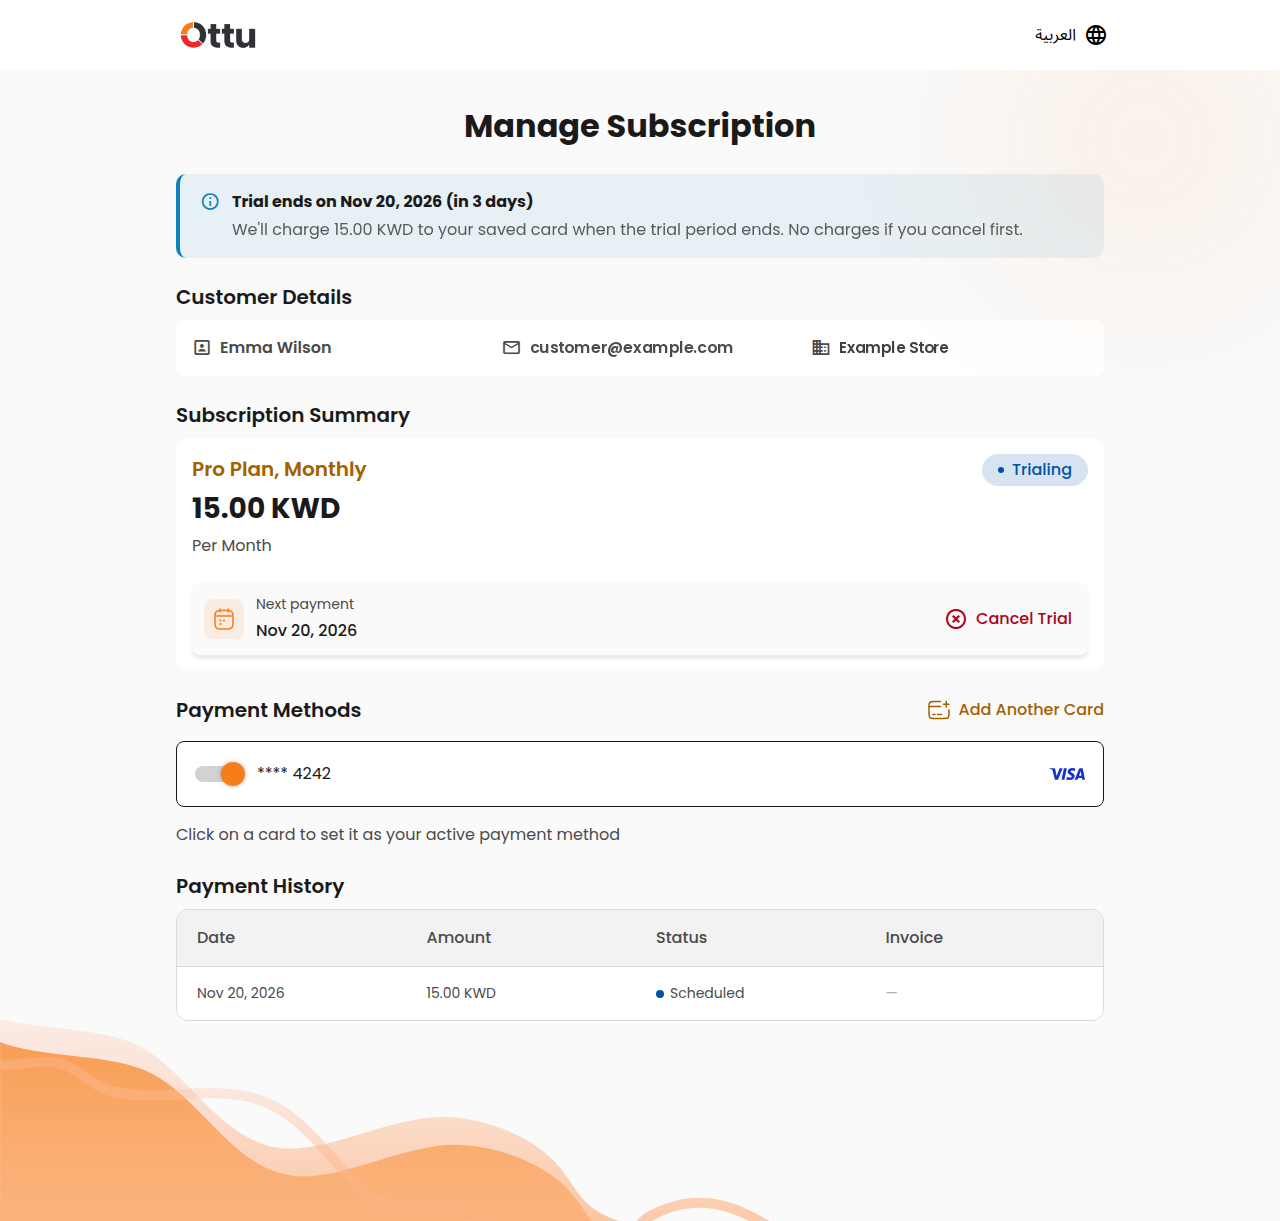 Ottu
العربية
Manage Subscription
Trial ends on Nov 20, 2026 (in 3 days)
We'll charge 15.00 KWD to your saved card when the trial period ends. No charges if you cancel first.
Customer Details
Emma Wilson
customer@example.com
Example Store
Subscription Summary
Pro Plan, Monthly
Trialing
15.00 KWD
Per Month
Next payment
Nov 20, 2026
Cancel Trial
Payment Methods
Add Another Card
**** 4242
VISA
Click on a card to set it as your active payment method
Payment History
Date Amount Status Invoice
Nov 20, 2026 15.00 KWD Scheduled —